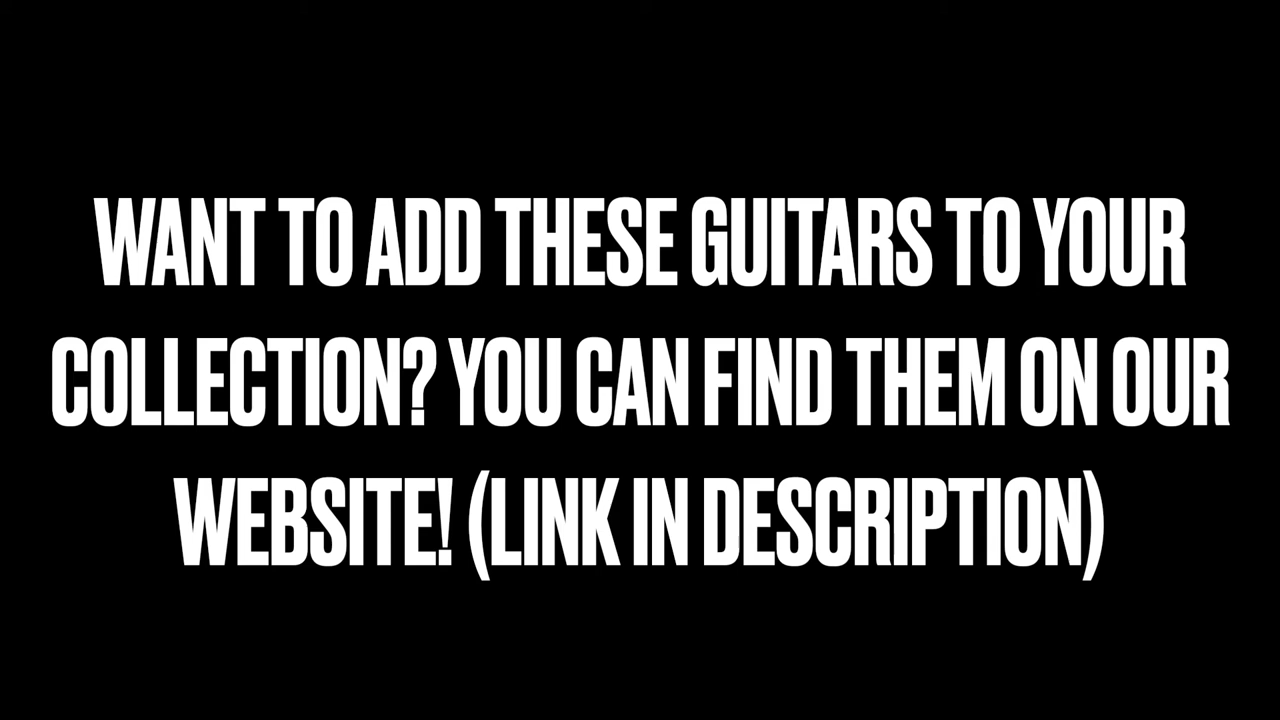 WANT TO ADD THESE GUITARS TO YOUR
COLLECTION? YOU CAN FIND THEM ON OUR
WEBSITE! (LINK IN DESCRIPTION)